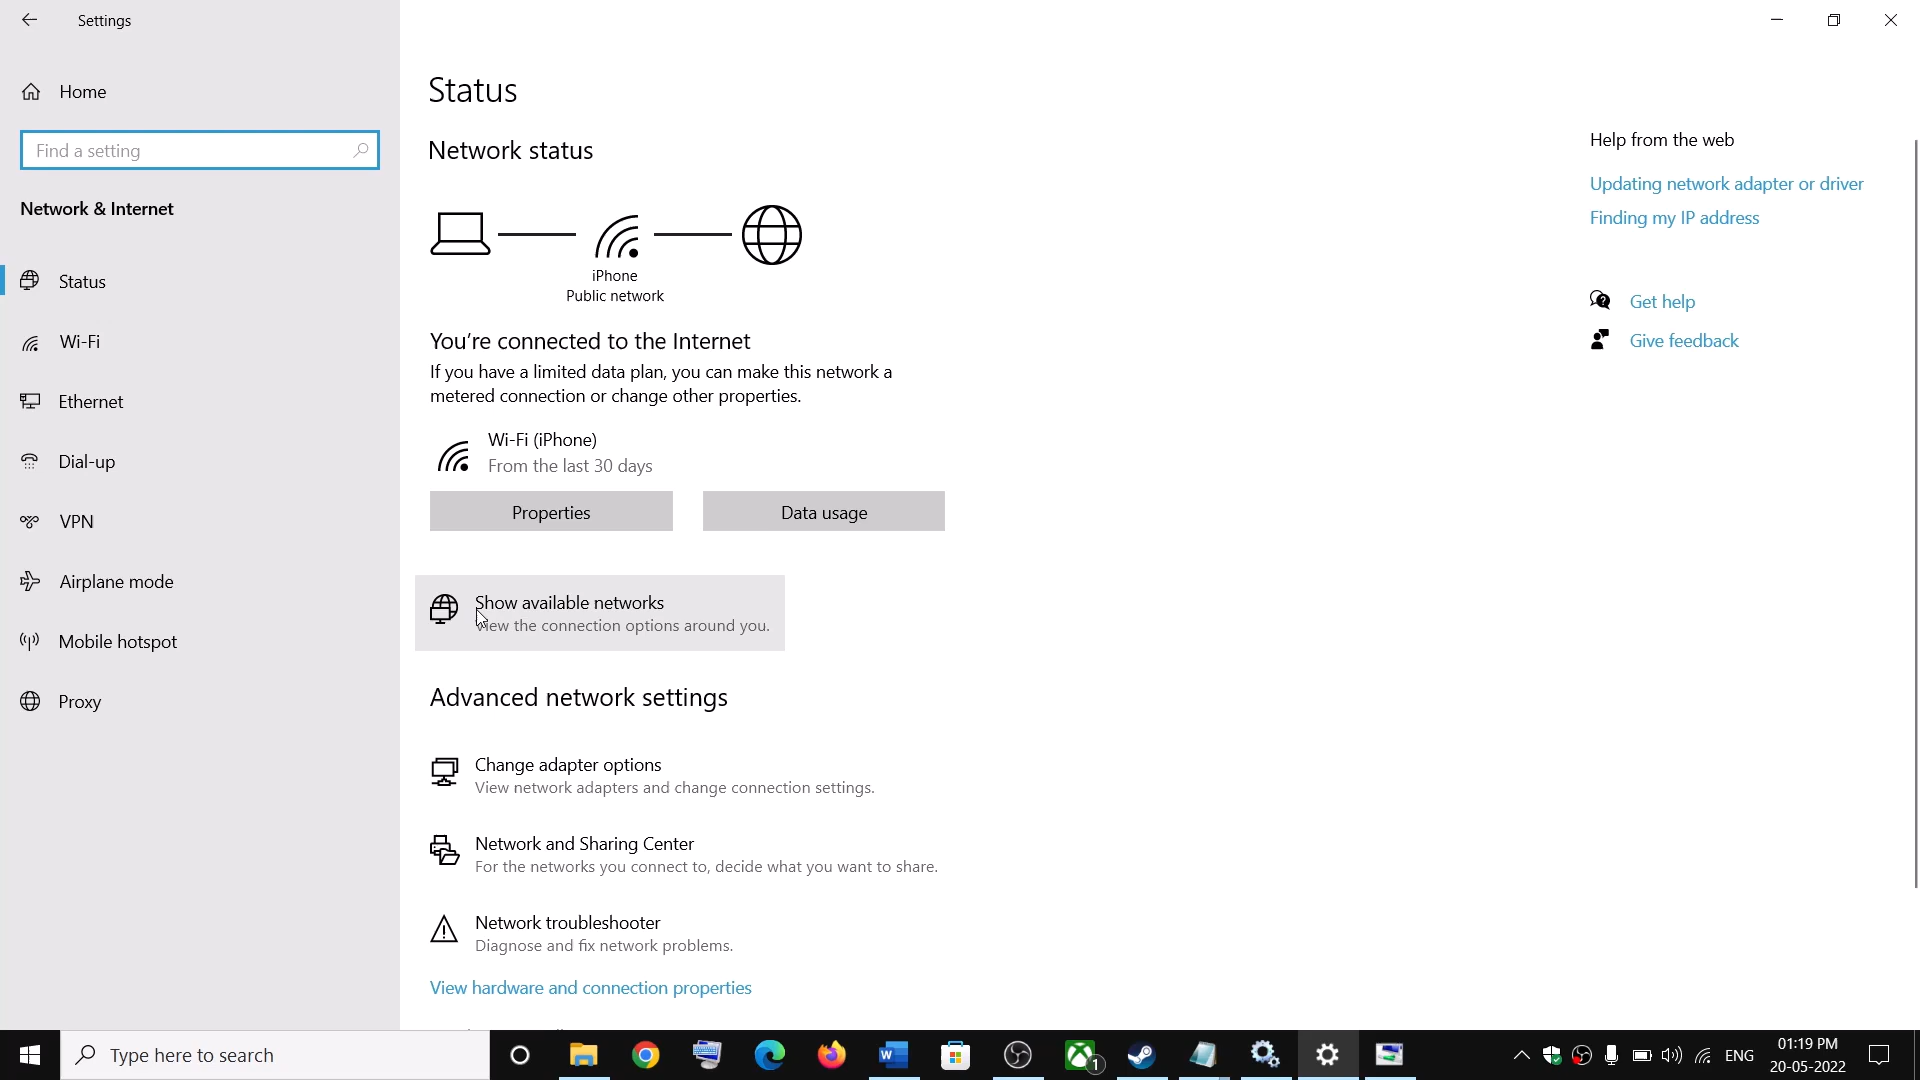 Settings
Home
Find a setting
Network & Internet
Status
Wi-Fi
Ethernet
Dial-up
VPN
Airplane mode
Mobile hotspot
Proxy
Status
Network status
iPhone
Public network
You're connected to the Internet
If you have a limited data plan, you can make this network a
metered connection or change other properties.
Wi-Fi (iPhone)
From the last 30 days
Properties
Data usage
Show available networks
View the connection options around you.
Advanced network settings
Change adapter options
View network adapters and change connection settings.
Network and Sharing Center
For the networks you connect to, decide what you want to share.
Network troubleshooter
Diagnose and fix network problems.
View hardware and connection properties
Help from the web
Updating network adapter or driver
Finding my IP address
Get help
Give feedback
Type here to search
1
ENG
01:19 PM
20-05-2022